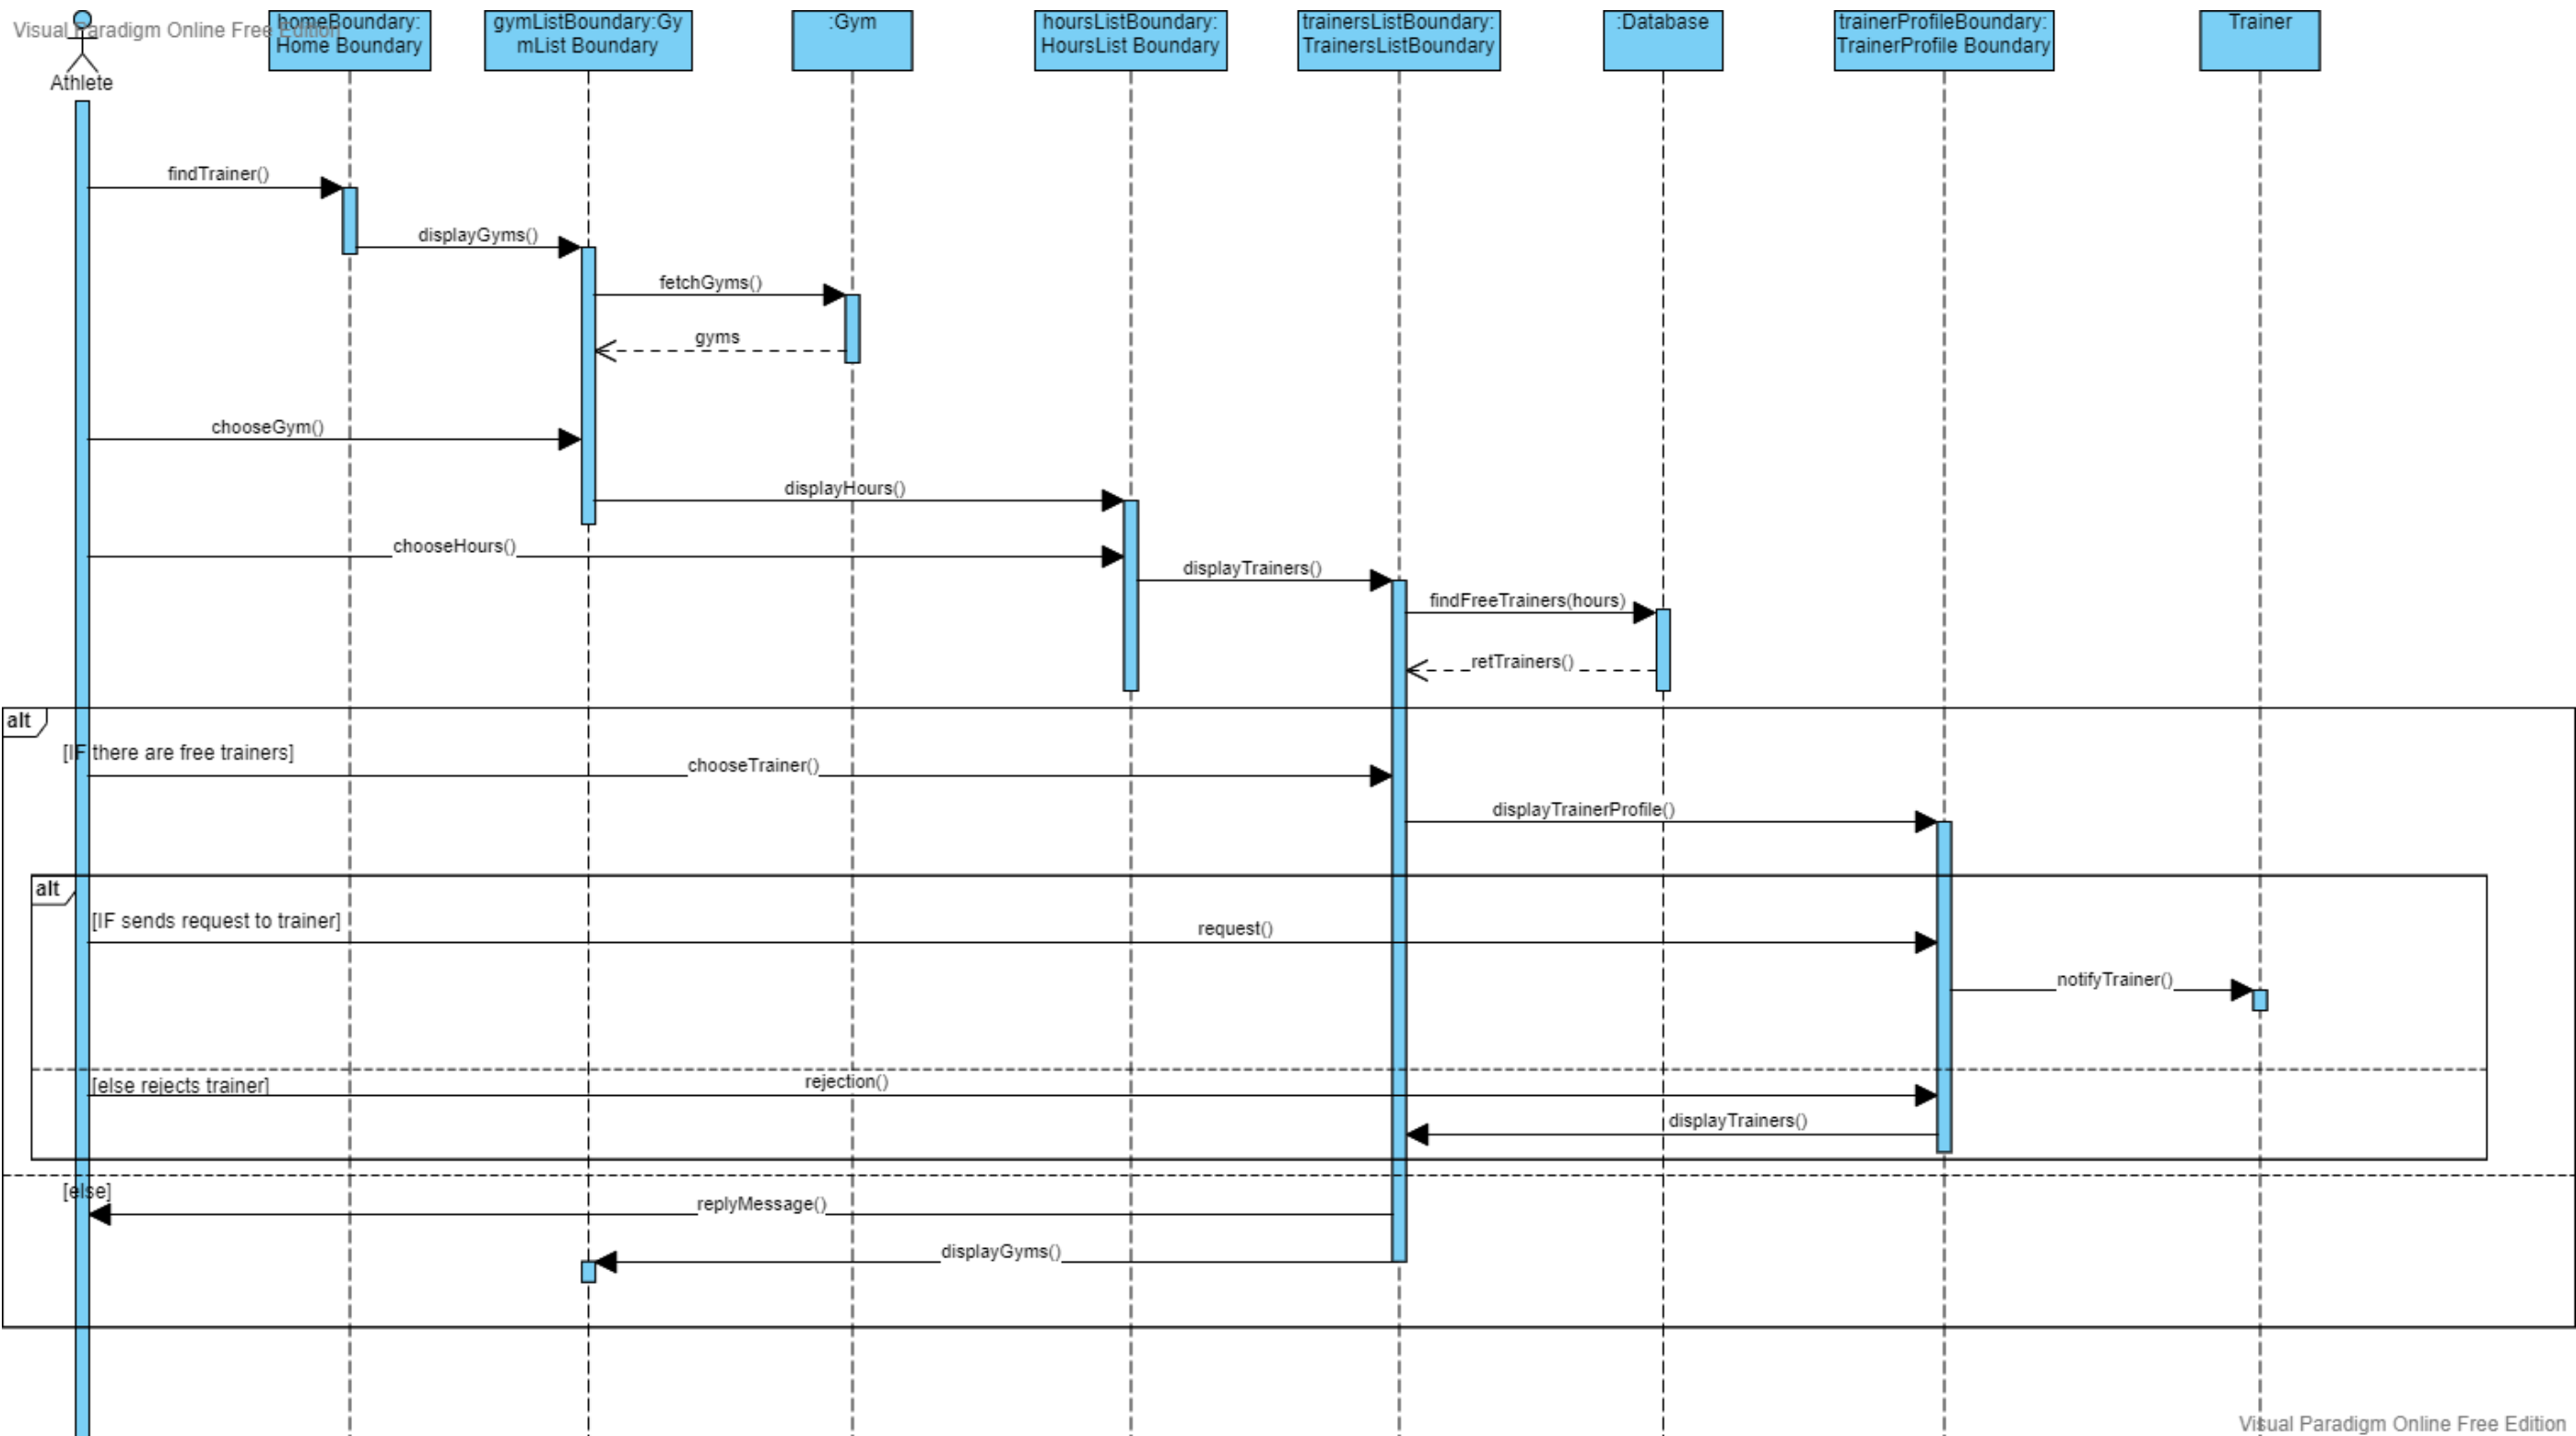 Visual Paradigm Online Free Edition
Athlete
homeBoundary:
Home Boundary
gymListBoundary:Gy
mList Boundary
:Gym
hoursListBoundary:
HoursList Boundary
trainersListBoundary:
TrainersListBoundary
:Database
trainerProfileBoundary:
TrainerProfile Boundary
Trainer
findTrainer()
displayGyms()
fetchGyms()
gyms
chooseGym()
displayHours()
chooseHours()
displayTrainers()
findFreeTrainers(hours)
retTrainers()
alt
[IF there are free trainers]
chooseTrainer()
displayTrainerProfile()
alt
[IF sends request to trainer]
request()
notifyTrainer()
[else rejects trainer]
rejection()
displayTrainers()
[else]
replyMessage()
displayGyms()
Visual Paradigm Online Free Edition